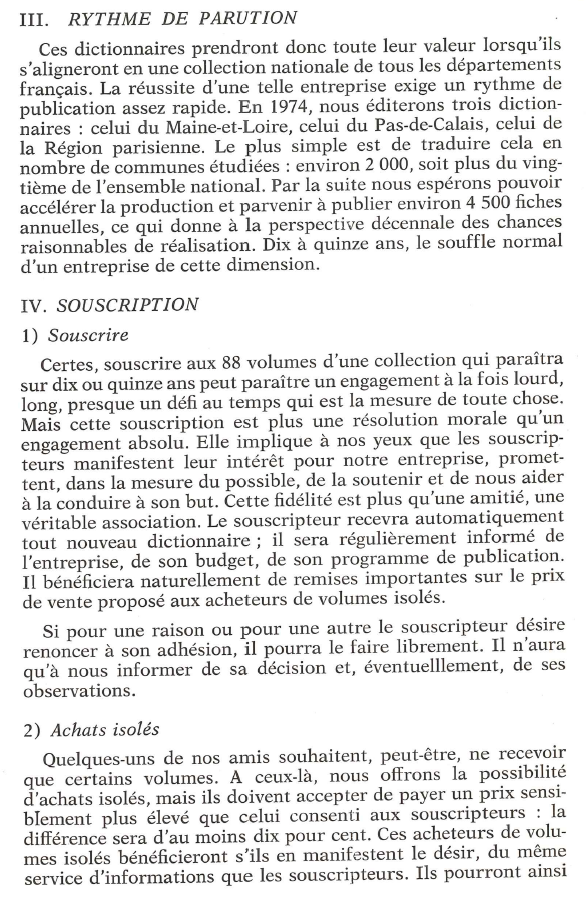 III. RYTHME DE PARUTION
Ces dictionnaires prendront donc toute leur valeur lorsqu'ils
s'aligneront en une collection nationale de tous les départements
français. La réussite d'une telle entreprise exige un rythme de
publication assez rapide. En 1974, nous éditerons trois diction-
naires : celui du Maine-et-Loire, celui du Pas-de-Calais, celui de
la Région parisienne. Le plus simple est de traduire cela en
nombre de communes étudiées : environ 2 000, soit plus du ving-
tième de l'ensemble national. Par la suite nous espérons pouvoir
accélérer la production et parvenir à publier environ 4 500 fiches
annuelles, ce qui donne à la perspective décennale des chances
raisonnables de réalisation. Dix à quinze ans, le souffle normal
d'un entreprise de cette dimension.
IV. SOUSCRIPTION
1) Souscrire
Certes, souscrire aux 88 volumes d'une collection qui paraîtra
sur dix ou quinze ans peut paraître un engagement à la fois lourd,
long, presque un défi au temps qui est la mesure de toute chose.
Mais cette souscription est plus une résolution morale qu'un
engagement absolu. Elle implique à nos yeux que les souscrip-
teurs manifestent leur intérêt pour notre entreprise, promet-
tent, dans la mesure du possible, de la soutenir et de nous aider
à la conduire à son but. Cette fidélité est plus qu'une amitié, une
véritable association. Le souscripteur recevra automatiquement
tout nouveau dictionnaire ; il sera régulièrement informé de
l'entreprise, de son budget, de son programme de publication.
Il bénéficiera naturellement de remises importantes sur le prix
de vente proposé aux acheteurs de volumes isolés.
Si pour une raison ou pour une autre le souscripteur désire
renoncer à son adhésion, il pourra le faire librement. Il n'aura
qu'à nous informer de sa décision et, éventuelllement, de ses
observations.
2) Achats isolés
Quelques-uns de nos amis souhaitent, peut-être, ne recevoir
que certains volumes. A ceux-là, nous offrons la possibilité
d'achats isolés, mais ils doivent accepter de payer un prix sensi-
blement plus élevé que celui consenti aux souscripteurs : la
différence sera d'au moins dix pour cent. Ces acheteurs de volu-
mes isolés bénéficieront s'ils en manifestent le désir, du même
service d'informations que les souscripteurs. Ils pourront ainsi